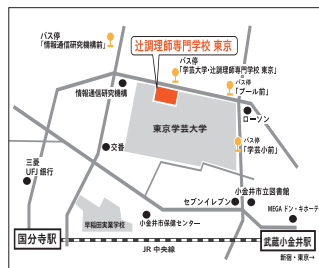 バス停
「情報通信研究機構前」
辻調理師専門学校 東京
バス停
「学芸大学・辻調理師専門学校 東京」
バス停
「プール前」
情報通信研究機構
ローソン
東京学芸大学
バス停
「学芸小前」
交番
三菱
UFJ 銀行
セブンイレブン
小金井市立図書館
MEGA ドン・キホーテ
早稲田実業学校
小金井市保健センター
国分寺駅
JR 中央線
武蔵小金井駅
新宿・東京→